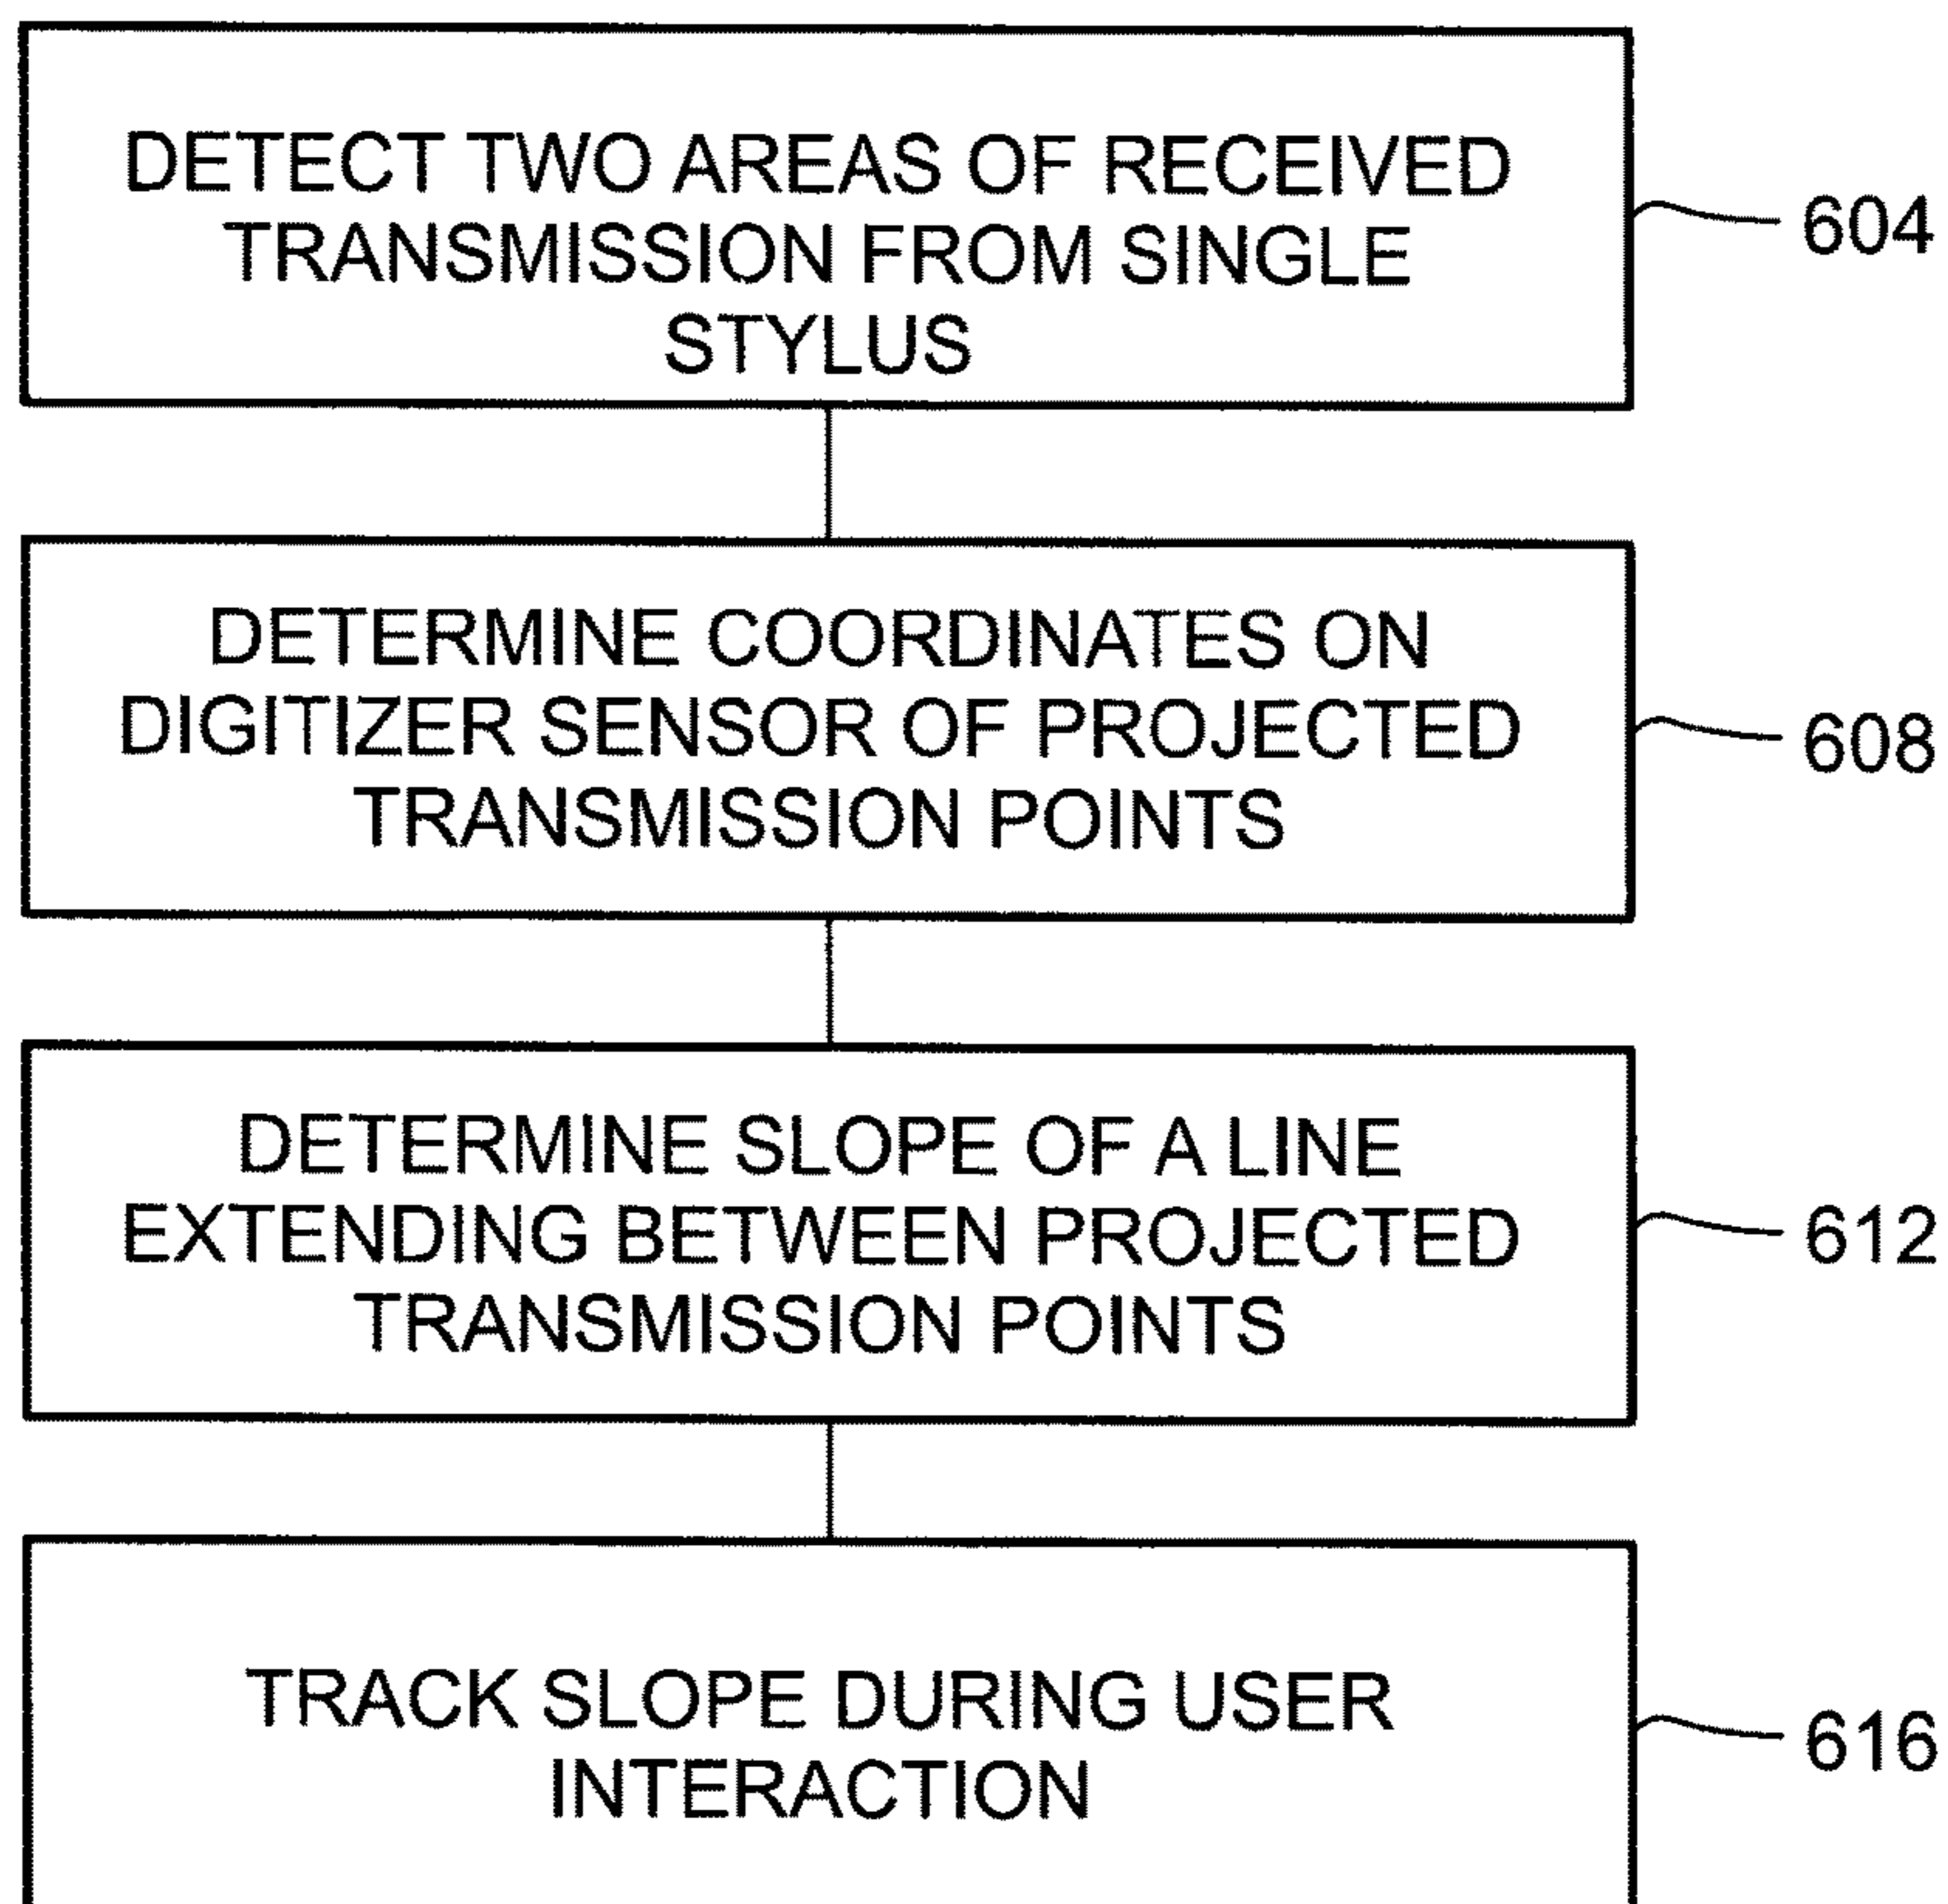 DETECT TWO AREAS OF RECEIVED
TRANSMISSION FROM SINGLE
STYLUS
604
DETERMINE COORDINATES ON
DIGITIZER SENSOR OF PROJECTED
TRANSMISSION POINTS
608
DETERMINE SLOPE OF A LINE
EXTENDING BETWEEN PROJECTED
TRANSMISSION POINTS
612
TRACK SLOPE DURING USER
INTERACTION
616